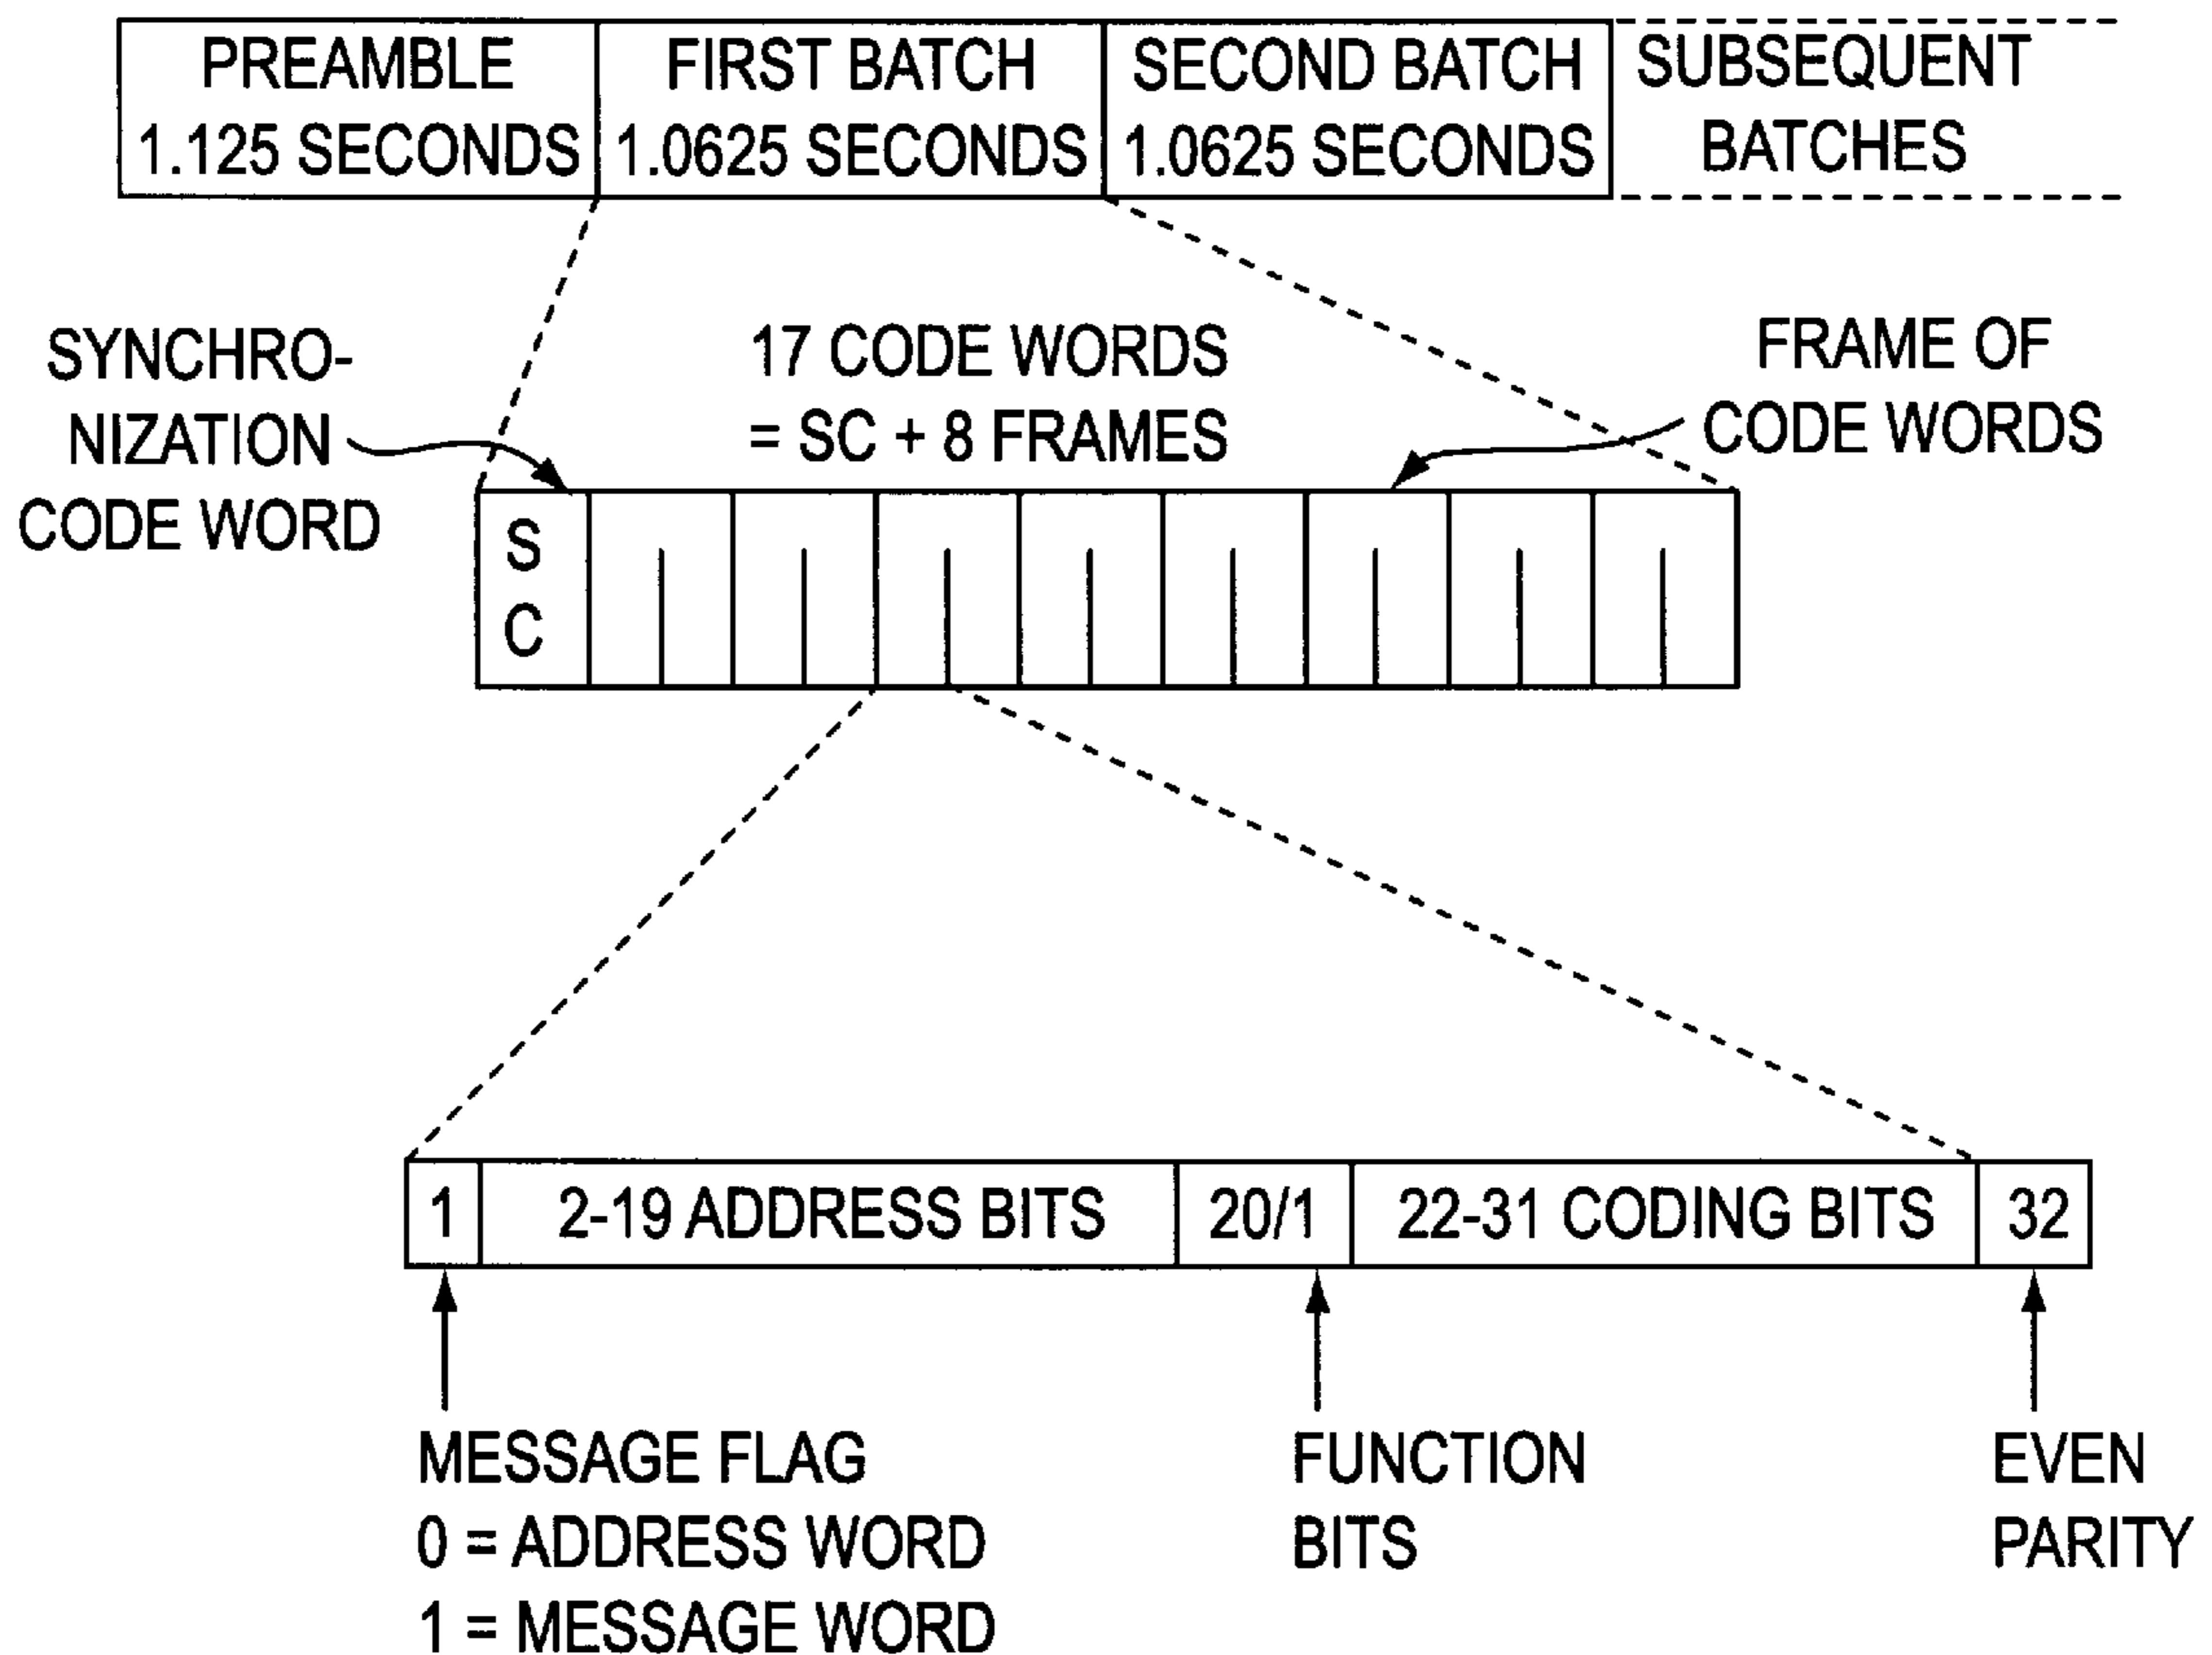 PREAMBLE
1.125 SECONDS
FIRST BATCH
1.0625 SECONDS
SECOND BATCH
1.0625 SECONDS
SUBSEQUENT
BATCHES
SYNCHRO-
NIZATION
CODE WORD
17 CODE WORDS
= SC + 8 FRAMES
FRAME OF
CODE WORDS
S
C
1
2-19 ADDRESS BITS
20/1
22-31 CODING BITS
32
MESSAGE FLAG
0 = ADDRESS WORD
1 = MESSAGE WORD
FUNCTION
BITS
EVEN
PARITY